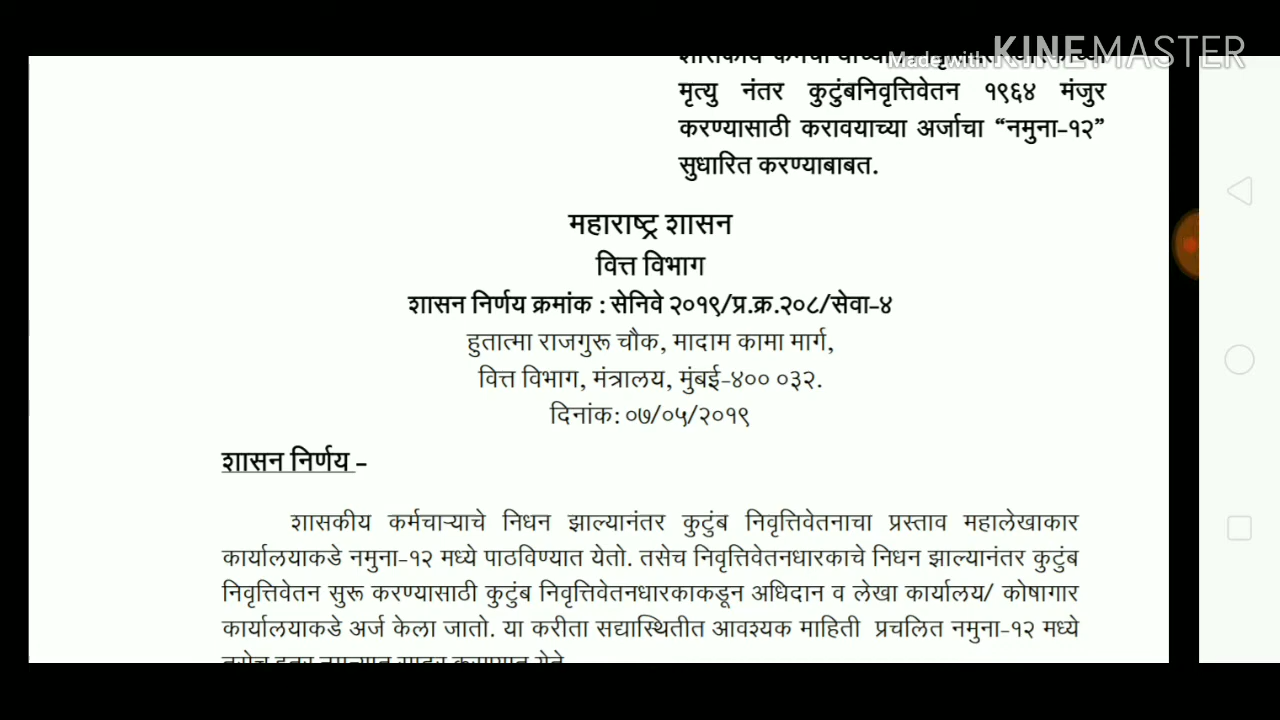 Made with KINEMASTER
मृत्यु नंतर कुटुंबनिवृत्तिवेतन १९६४ मंजुर
करण्यासाठी करावयाच्या अर्जाचा “नमुना-१२”
सुधारित करण्याबाबत.
महाराष्ट्र शासन
वित्त विभाग
शासन निर्णय क्रमांक : सेनिवे २०१९/प्र.क्र.२०८/सेवा-४
हुतात्मा राजगुरू चौक, मादाम कामा मार्ग,
वित्त विभाग, मंत्रालय, मुंबई-४०० ०३२.
दिनांक: ०७/०५/२०१९
शासन निर्णय -
शासकीय कर्मचाऱ्याचे निधन झाल्यानंतर कुटुंब निवृत्तिवेतनाचा प्रस्ताव महालेखाकार
कार्यालयाकडे नमुना-१२ मध्ये पाठविण्यात येतो. तसेच निवृत्तिवेतनधारकाचे निधन झाल्यानंतर कुटुंब
निवृत्तिवेतन सुरू करण्यासाठी कुटुंब निवृत्तिवेतनधारकाकडून अधिदान व लेखा कार्यालय/ कोषागार
कार्यालयाकडे अर्ज केला जातो. या करीता सद्यास्थितीत आवश्यक माहिती प्रचलित नमुना-१२ मध्ये